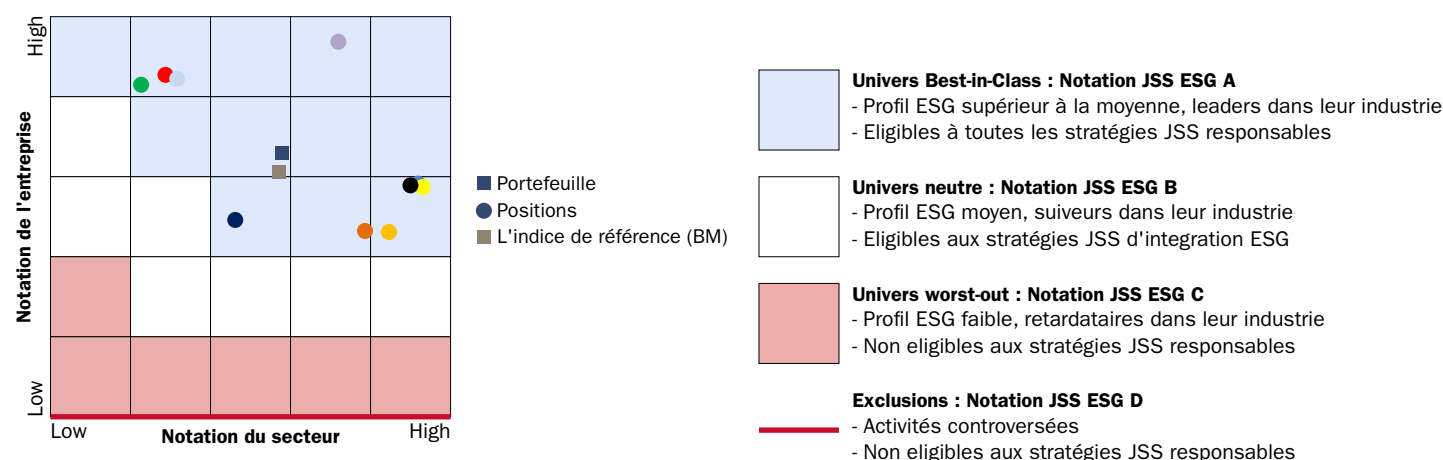 High
Notation de l'entreprise
Low
Low
Notation du secteur
High
Portefeuille
Positions
L'indice de référence (BM)
Univers Best-in-Class : Notation JSS ESG A
- Profil ESG supérieur à la moyenne, leaders dans leur industrie
- Eligibles à toutes les stratégies JSS responsables
Univers neutre : Notation JSS ESG B
- Profil ESG moyen, suiveurs dans leur industrie
- Eligibles aux stratégies JSS d'integration ESG
Univers worst-out : Notation JSS ESG C
- Profil ESG faible, retardataires dans leur industrie
- Non eligibles aux stratégies JSS responsables
Exclusions : Notation JSS ESG D
- Activités controversées
- Non eligibles aux stratégies JSS responsables